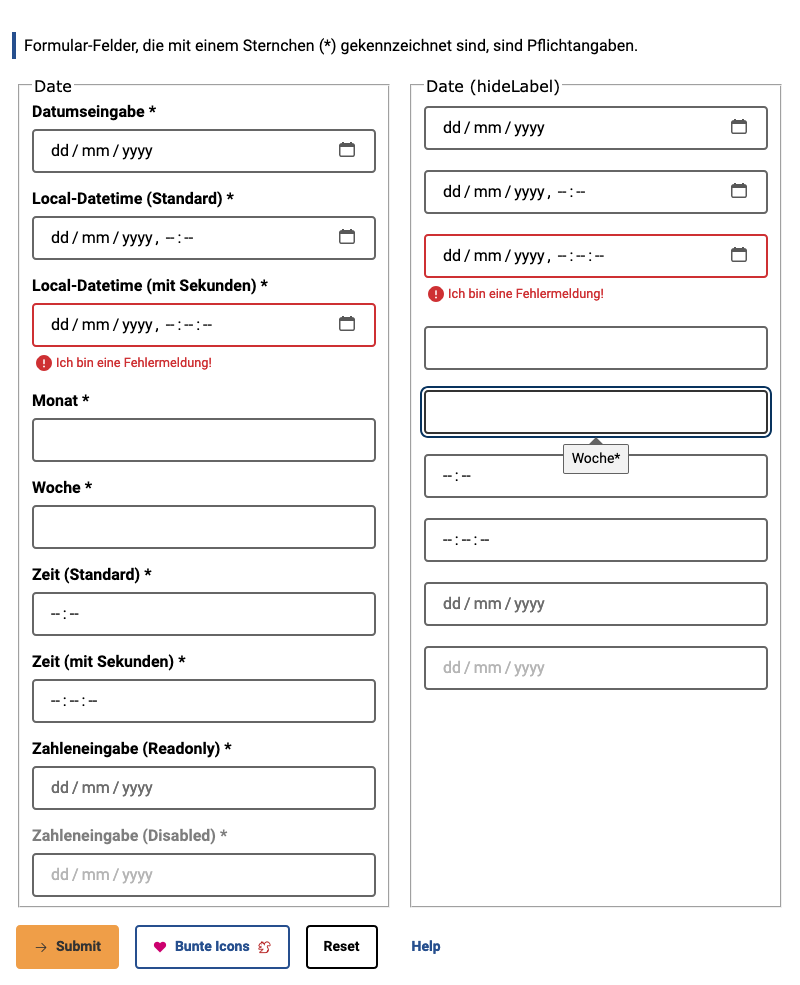 Formular-Felder, die mit einem Sternchen (*) gekennzeichnet sind, sind Pflichtangaben.
Date
Datumseingabe *
dd / mm / yyyy
Local-Datetime (Standard) *
dd / mm / yyyy, --:--
Local-Datetime (mit Sekunden) *
dd / mm / yyyy, --:--:--
Ich bin eine Fehlermeldung!
Monat *
Woche *
Zeit (Standard) *
--:--
Zeit (mit Sekunden) *
--:--:--
Zahleneingabe (Readonly) *
dd / mm / yyyy
Zahleneingabe (Disabled) *
dd / mm / yyyy
Date (hideLabel)
dd / mm / yyyy
dd / mm / yyyy, --:--
dd / mm / yyyy, --:--:--
Ich bin eine Fehlermeldung!
Woche*
--:--
--:--:--
dd / mm / yyyy
dd / mm / yyyy
Submit
Bunte Icons
Reset
Help